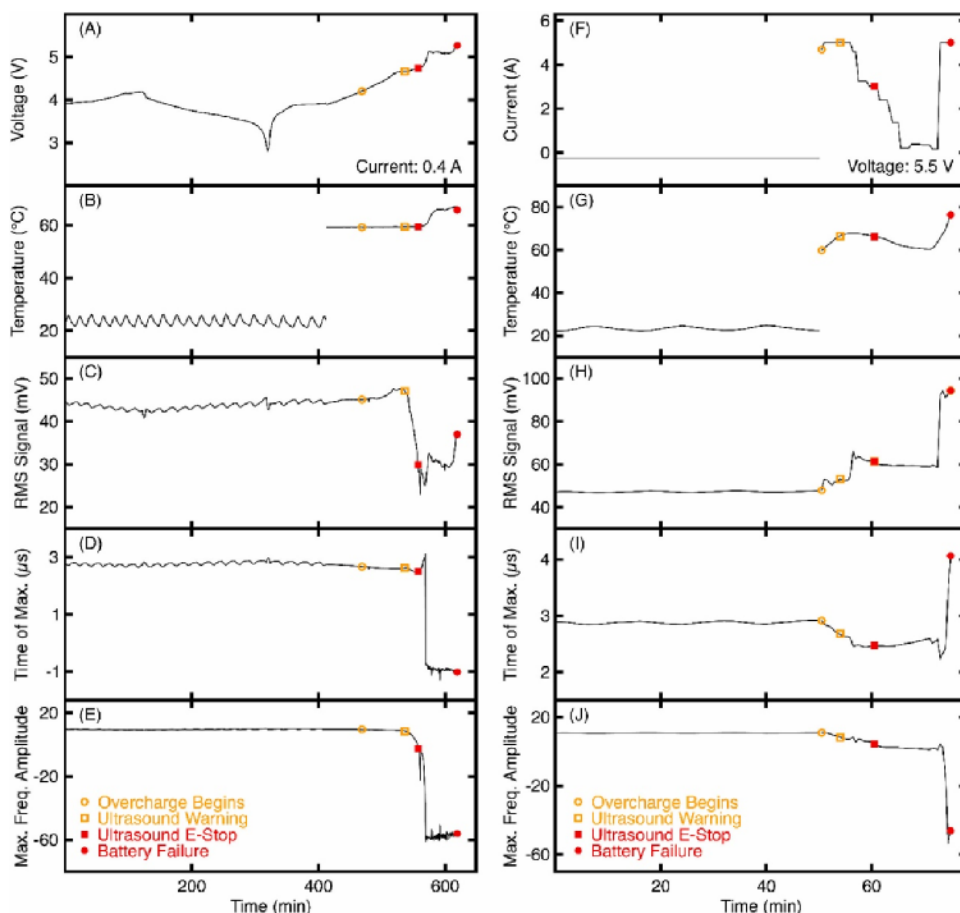 (A)
Voltage (V)
5
4
3
Current: 0.4 A
(B)
Temperature (°C)
60
40
20
(C)
RMS Signal (mV)
50
40
30
20
(D)
Time of Max. (μs)
3
1
-1
(E)
Max. Freq. Amplitude
20
-20
-60
Overcharge Begins
Ultrasound Warning
Ultrasound E-Stop
Battery Failure
200
400
600
Time (min)
(F)
Current (A)
6
4
2
0
Voltage: 5.5 V
(G)
Temperature (°C)
80
60
40
20
(H)
RMS Signal (mV)
100
80
60
40
(I)
Time of Max. (μs)
4
3
2
(J)
Max. Freq. Amplitude
20
-20
-60
Overcharge Begins
Ultrasound Warning
Ultrasound E-Stop
Battery Failure
20
40
60
Time (min)